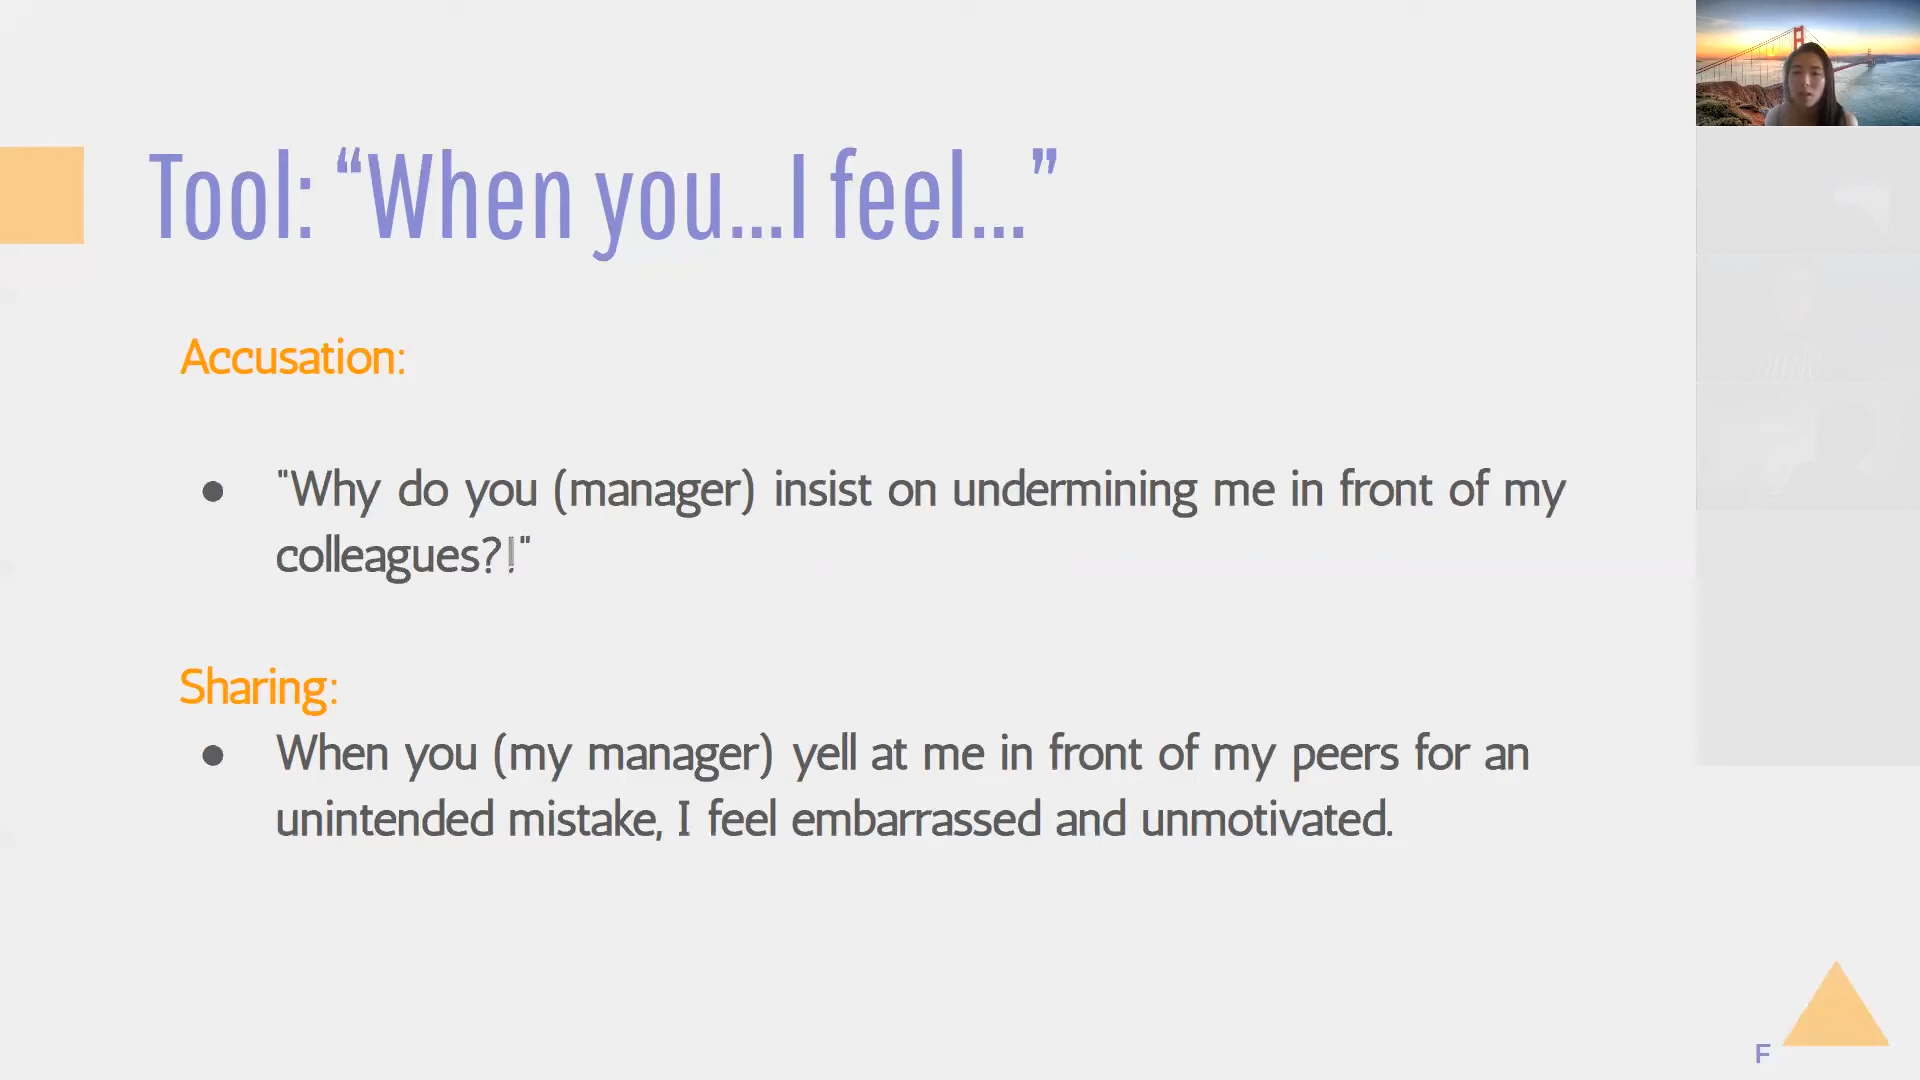 Tool: “When you...I feel...”
Accusation:
● "Why do you (manager) insist on undermining me in front of my
colleagues?!"
Sharing:
● When you (my manager) yell at me in front of my peers for an
unintended mistake, I feel embarrassed and unmotivated.
F